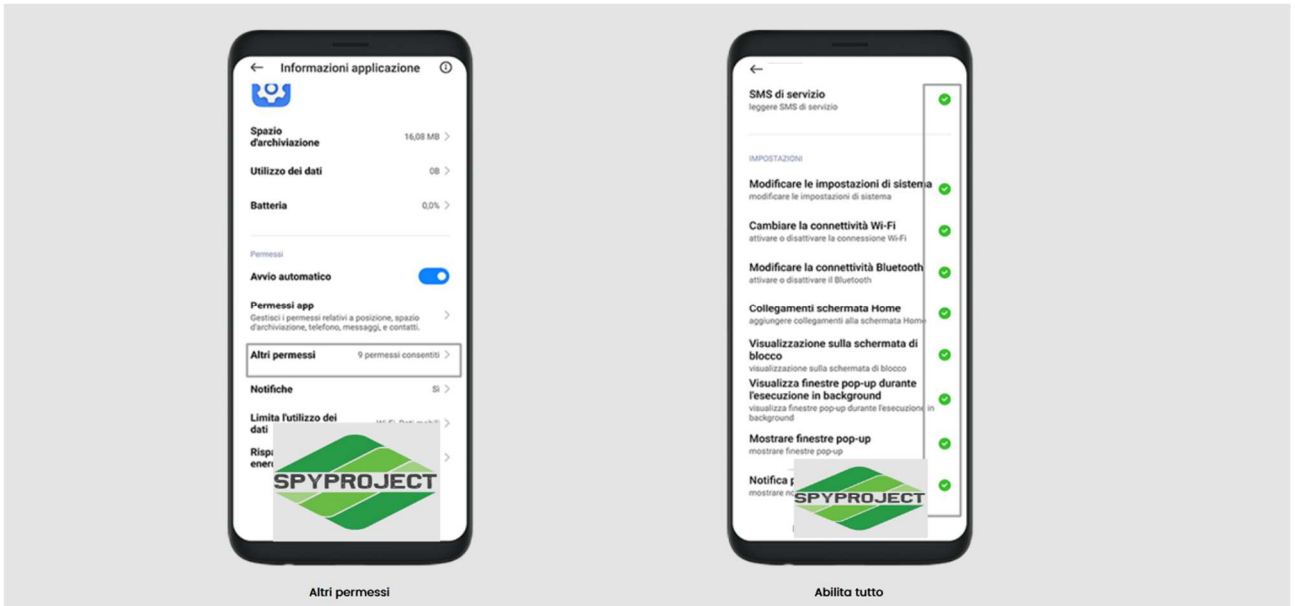 Informazioni applicazione
Spazio
d'archiviazione
16,08 MB
Utilizzo dei dati
0B
Batteria
0,0%
Permessi
Avvio automatico
Permessi app
Gestisci i permessi relativi a posizione, spazio
d'archiviazione, telefono, messaggi, e contatti.
Altri permessi
9 permessi consentiti
Notifiche
Sì
Limita l'utilizzo dei
dati
Wi-Fi, Dati mobili
SPYPROJECT
Altri permessi
SMS di servizio
leggere SMS di servizio
IMPOSTAZIONI
Modificare le impostazioni di sistema
modificare le impostazioni di sistema
Cambiare la connettività Wi-Fi
attivare o disattivare la connessione Wi-Fi
Modificare la connettività Bluetooth
attivare o disattivare il Bluetooth
Collegamenti schermata Home
aggiungere collegamenti alla schermata Home
Visualizzazione sulla schermata di
blocco
visualizzazione sulla schermata di blocco
Visualizza finestre pop-up durante
l'esecuzione in background
visualizza finestre pop-up durante l'esecuzione in
background
Mostrare finestre pop-up
mostrare finestre pop-up
Notifica
mostrare
SPYPROJECT
Abilita tutto